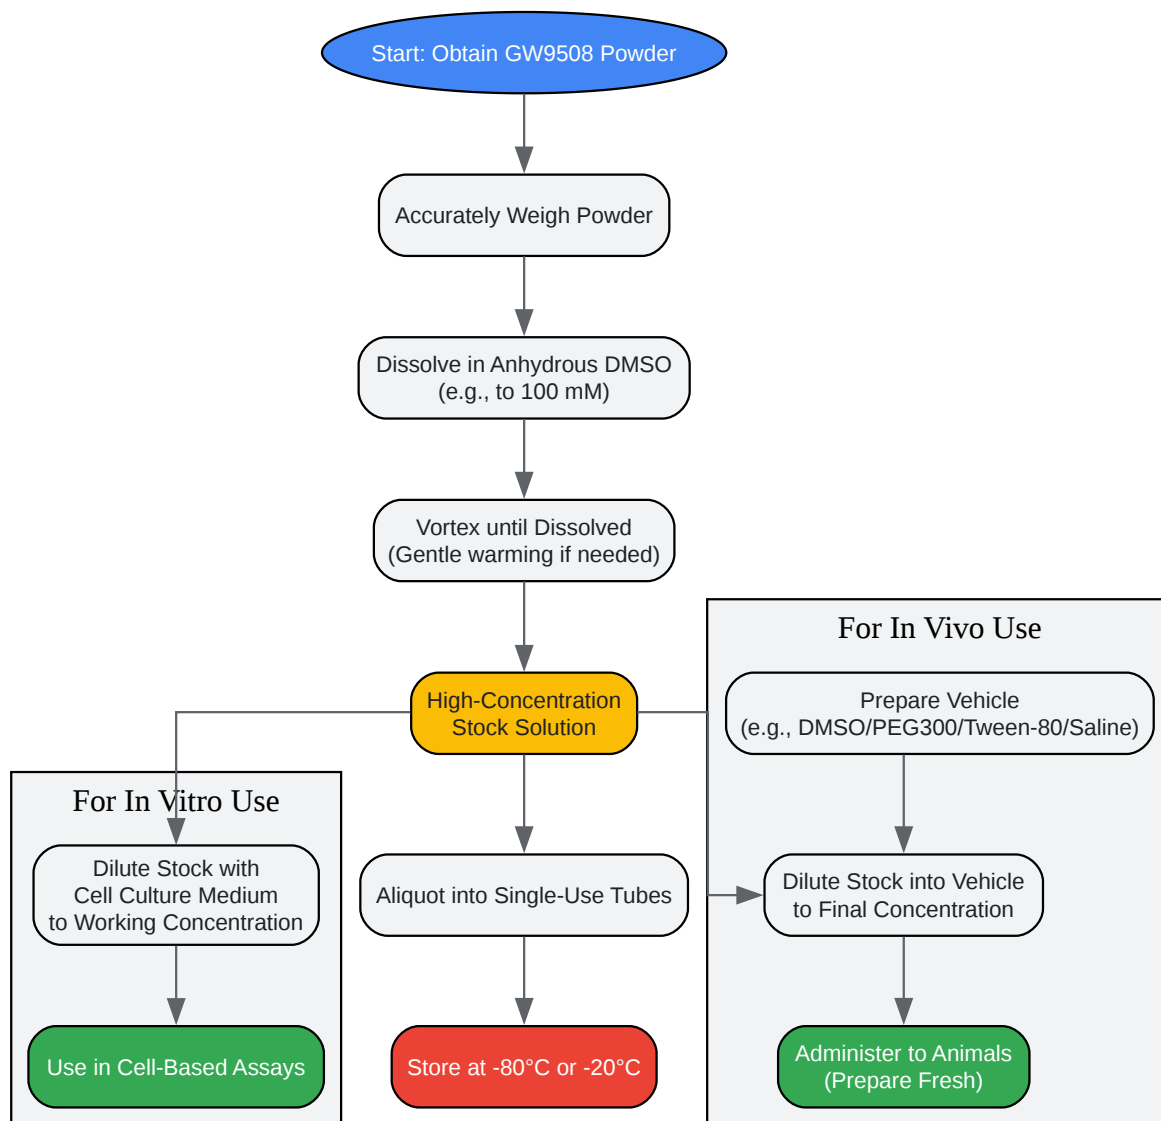 Start: Obtain GW9508 Powder
Accurately Weigh Powder
Dissolve in Anhydrous DMSO
(e.g., to 100 mM)
Vortex until Dissolved
(Gentle warming if needed)
High-Concentration
Stock Solution
For In Vivo Use
Prepare Vehicle
(e.g., DMSO/PEG300/Tween-80/Saline)
For In Vitro Use
Dilute Stock with
Cell Culture Medium
to Working Concentration
Aliquot into Single-Use Tubes
Dilute Stock into Vehicle
to Final Concentration
Use in Cell-Based Assays
Store at -80°C or -20°C
Administer to Animals
(Prepare Fresh)